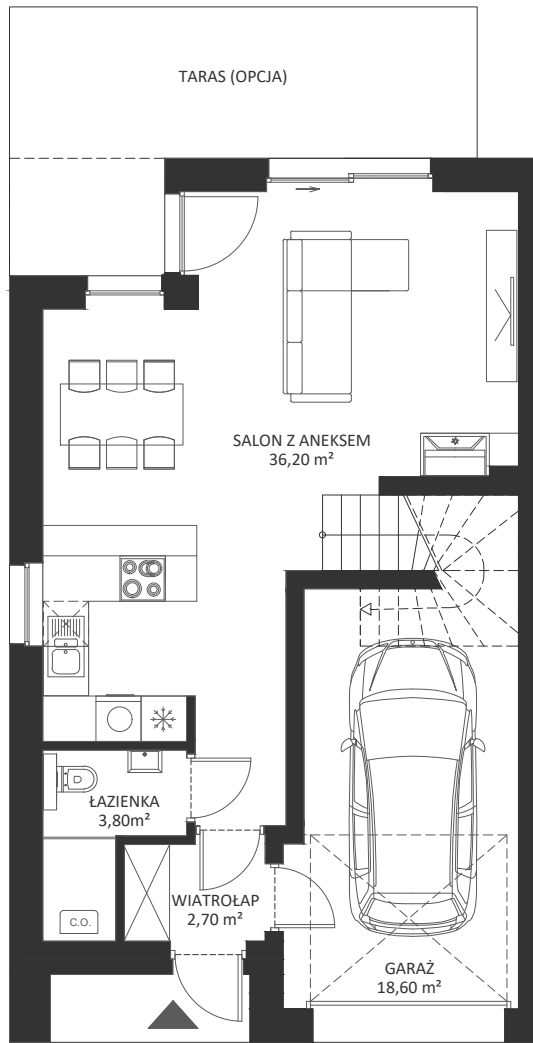 TARAS (OPCJA)
SALON Z ANEKSEM
36,20 m²
ŁAZIENKA
3,80m²
WIATROŁAP
2,70 m²
C.O.
GARAŻ
18,60 m²